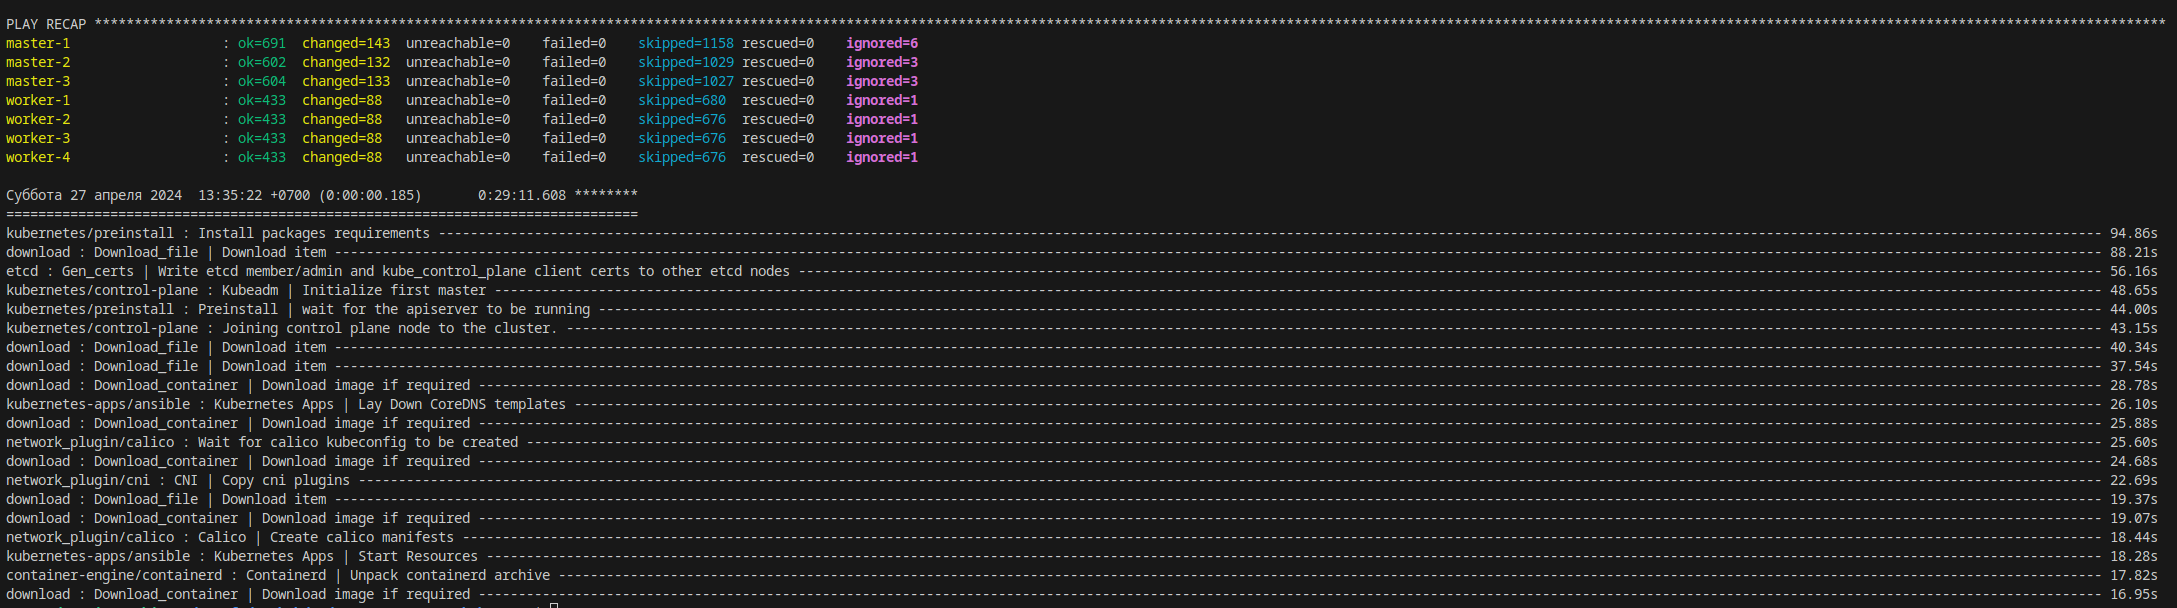 PLAY RECAP *********************************************************************************************************************************************************************************************************************************************************************
master-1                   : ok=691  changed=143  unreachable=0    failed=0    skipped=1158 rescued=0    ignored=6
master-2                   : ok=602  changed=132  unreachable=0    failed=0    skipped=1029 rescued=0    ignored=3
master-3                   : ok=604  changed=133  unreachable=0    failed=0    skipped=1027 rescued=0    ignored=3
worker-1                   : ok=433  changed=88   unreachable=0    failed=0    skipped=680  rescued=0    ignored=1
worker-2                   : ok=433  changed=88   unreachable=0    failed=0    skipped=676  rescued=0    ignored=1
worker-3                   : ok=433  changed=88   unreachable=0    failed=0    skipped=676  rescued=0    ignored=1
worker-4                   : ok=433  changed=88   unreachable=0    failed=0    skipped=676  rescued=0    ignored=1
Суббота 27 апреля 2024  13:35:22 +0700 (0:00:00.185)       0:29:11.608 ********
===============================================================================
kubernetes/preinstall : Install packages requirements --- 94.86s
download : Download_file | Download item --- 88.21s
etcd : Gen_certs | Write etcd member/admin and kube_control_plane client certs to other etcd nodes --- 56.16s
kubernetes/control-plane : Kubeadm | Initialize first master --- 48.65s
kubernetes/preinstall : Preinstall | wait for the apiserver to be running --- 44.00s
kubernetes/control-plane : Joining control plane node to the cluster. --- 43.15s
download : Download_file | Download item --- 40.34s
download : Download_file | Download item --- 37.54s
download : Download_container | Download image if required --- 28.78s
kubernetes-apps/ansible : Kubernetes Apps | Lay Down CoreDNS templates --- 26.10s
download : Download_container | Download image if required --- 25.88s
network_plugin/calico : Wait for calico kubeconfig to be created --- 25.60s
download : Download_container | Download image if required --- 24.68s
network_plugin/cni : CNI | Copy cni plugins --- 22.69s
download : Download_file | Download item --- 19.37s
download : Download_container | Download image if required --- 19.07s
network_plugin/calico : Calico | Create calico manifests --- 18.44s
kubernetes-apps/ansible : Kubernetes Apps | Start Resources --- 18.28s
container-engine/containerd : Containerd | Unpack containerd archive --- 17.82s
download : Download_container | Download image if required --- 16.95s